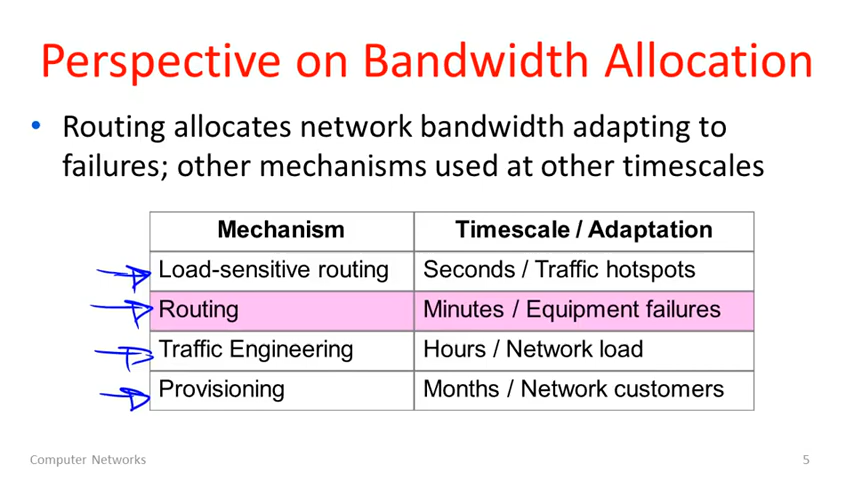 Perspective on Bandwidth Allocation
• Routing allocates network bandwidth adapting to
failures; other mechanisms used at other timescales
Mechanism Timescale / Adaptation
Load-sensitive routing Seconds / Traffic hotspots
Routing Minutes / Equipment failures
Traffic Engineering Hours / Network load
Provisioning Months / Network customers
Computer Networks 5